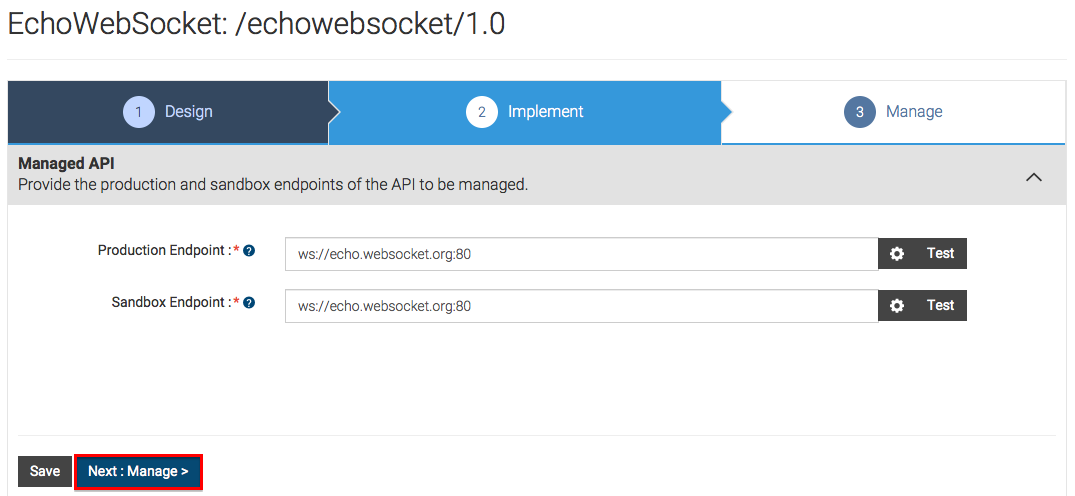 EchoWebSocket: /echowebsocket/1.0
1 Design
2 Implement
3 Manage
Managed API
Provide the production and sandbox endpoints of the API to be managed.
Production Endpoint :* ?
ws://echo.websocket.org:80
Test
Sandbox Endpoint :* ?
ws://echo.websocket.org:80
Test
Save
Next : Manage >